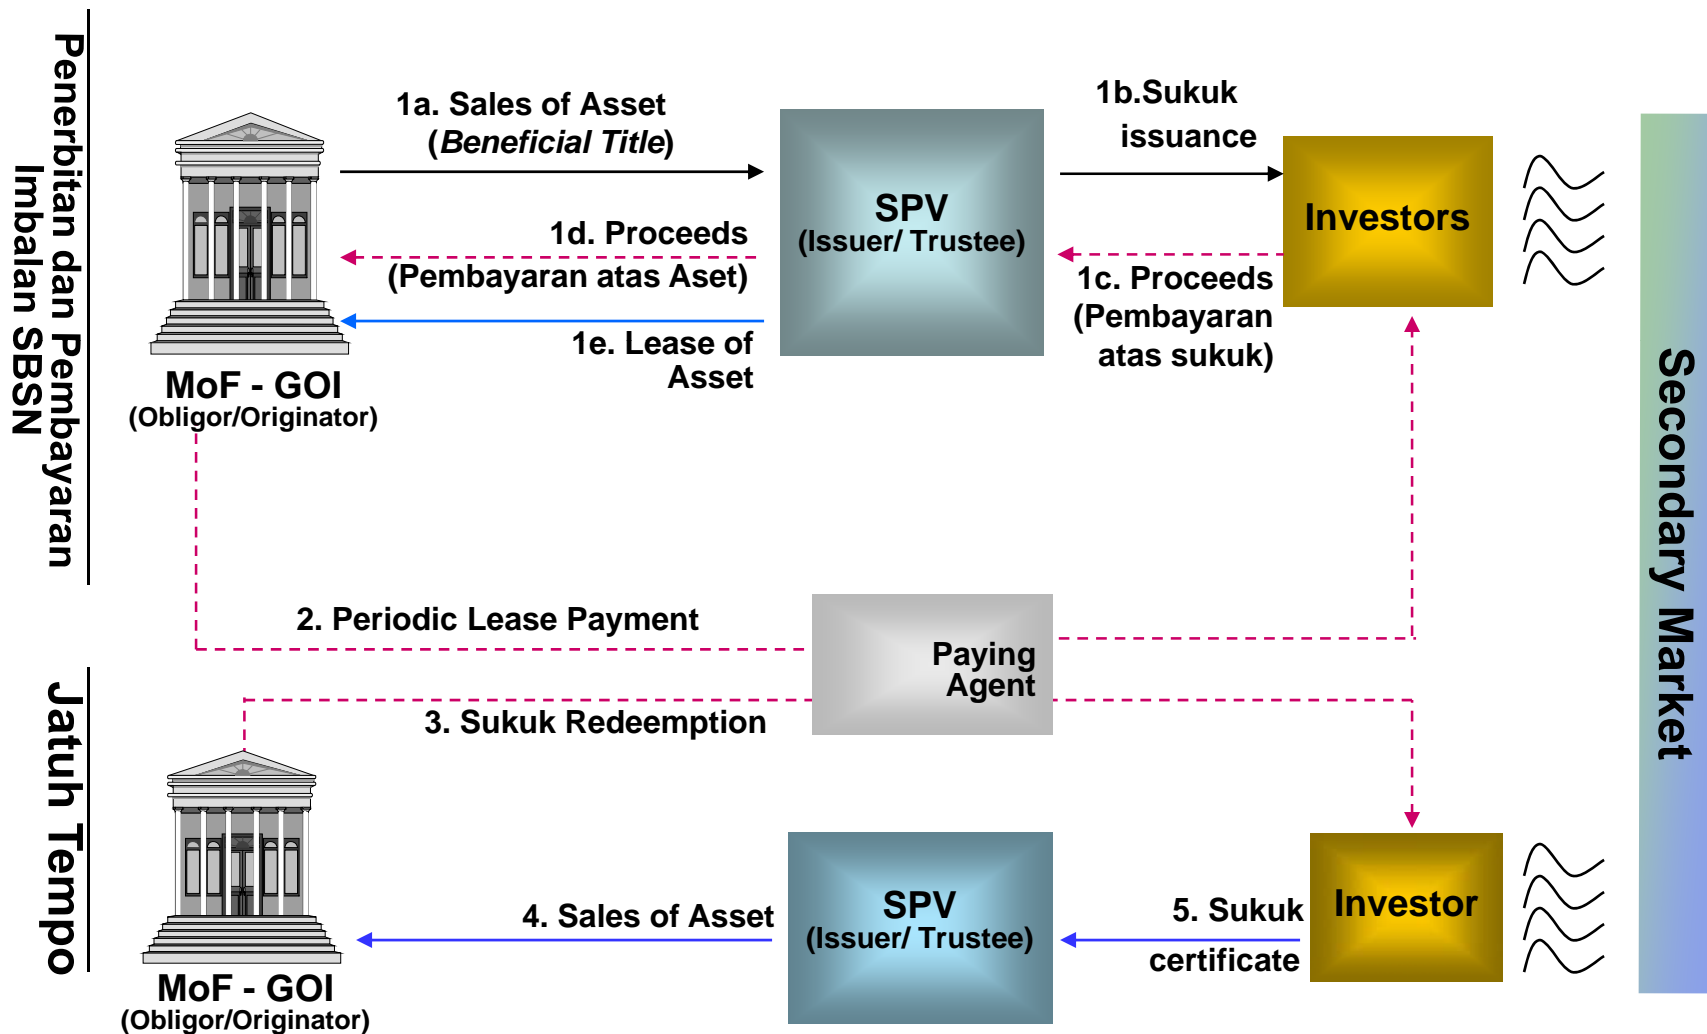 Penerbitan dan Pembayaran
Imbalan SBSN
1a. Sales of Asset
(Beneficial Title)
1b.Sukuk
issuance
SPV
(Issuer/ Trustee)
Investors
1d. Proceeds
(Pembayaran atas Aset)
1c. Proceeds
(Pembayaran
atas sukuk)
1e. Lease of
Asset
MoF - GOI
(Obligor/Originator)
Secondary Market
2. Periodic Lease Payment
Paying
Agent
3. Sukuk Redeemption
Jatuh Tempo
4. Sales of Asset
SPV
(Issuer/ Trustee)
5. Sukuk
certificate
Investor
MoF - GOI
(Obligor/Originator)